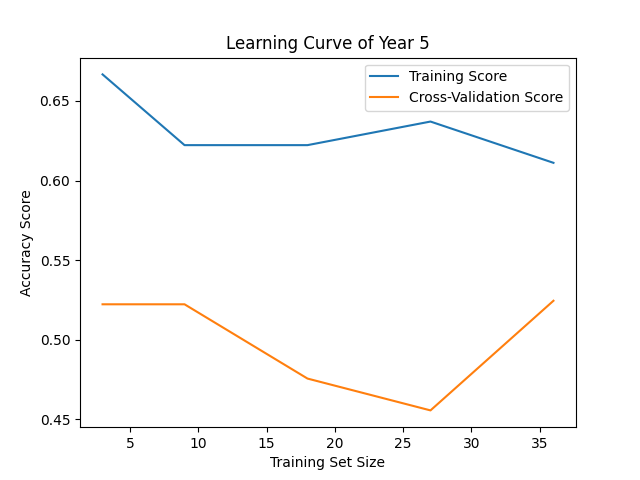 Learning Curve of Year 5
Training Score
Cross-Validation Score
Accuracy Score
0.65
0.60
0.55
0.50
0.45
5 10 15 20 25 30 35
Training Set Size